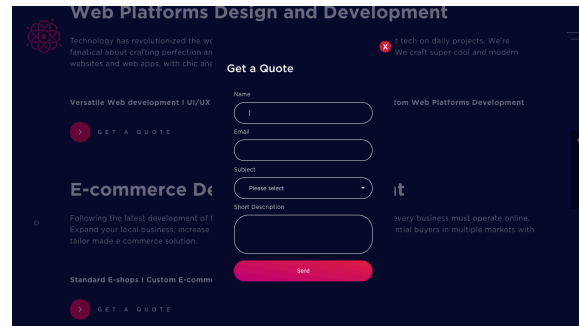 Web Platforms Design and Development
Technology has revolutionized the wo
t tech on daily projects. We're
fanatical about crafting perfection an
We craft super cool and modern
websites and web apps, with chic and
X
Get a Quote
Name
Versatile Web development I UI/UX
tom Web Platforms Development
GET A QUOTE
Email
Subject
Please select
E-commerce De
t
Short Description
Following the latest development of t
every business must operate online.
Expand your local business, increase
ntial buyers in multiple markets with
tailor made e commerce solution.
Send
Standard E-shops I Custom E-comme
GET A QUOTE